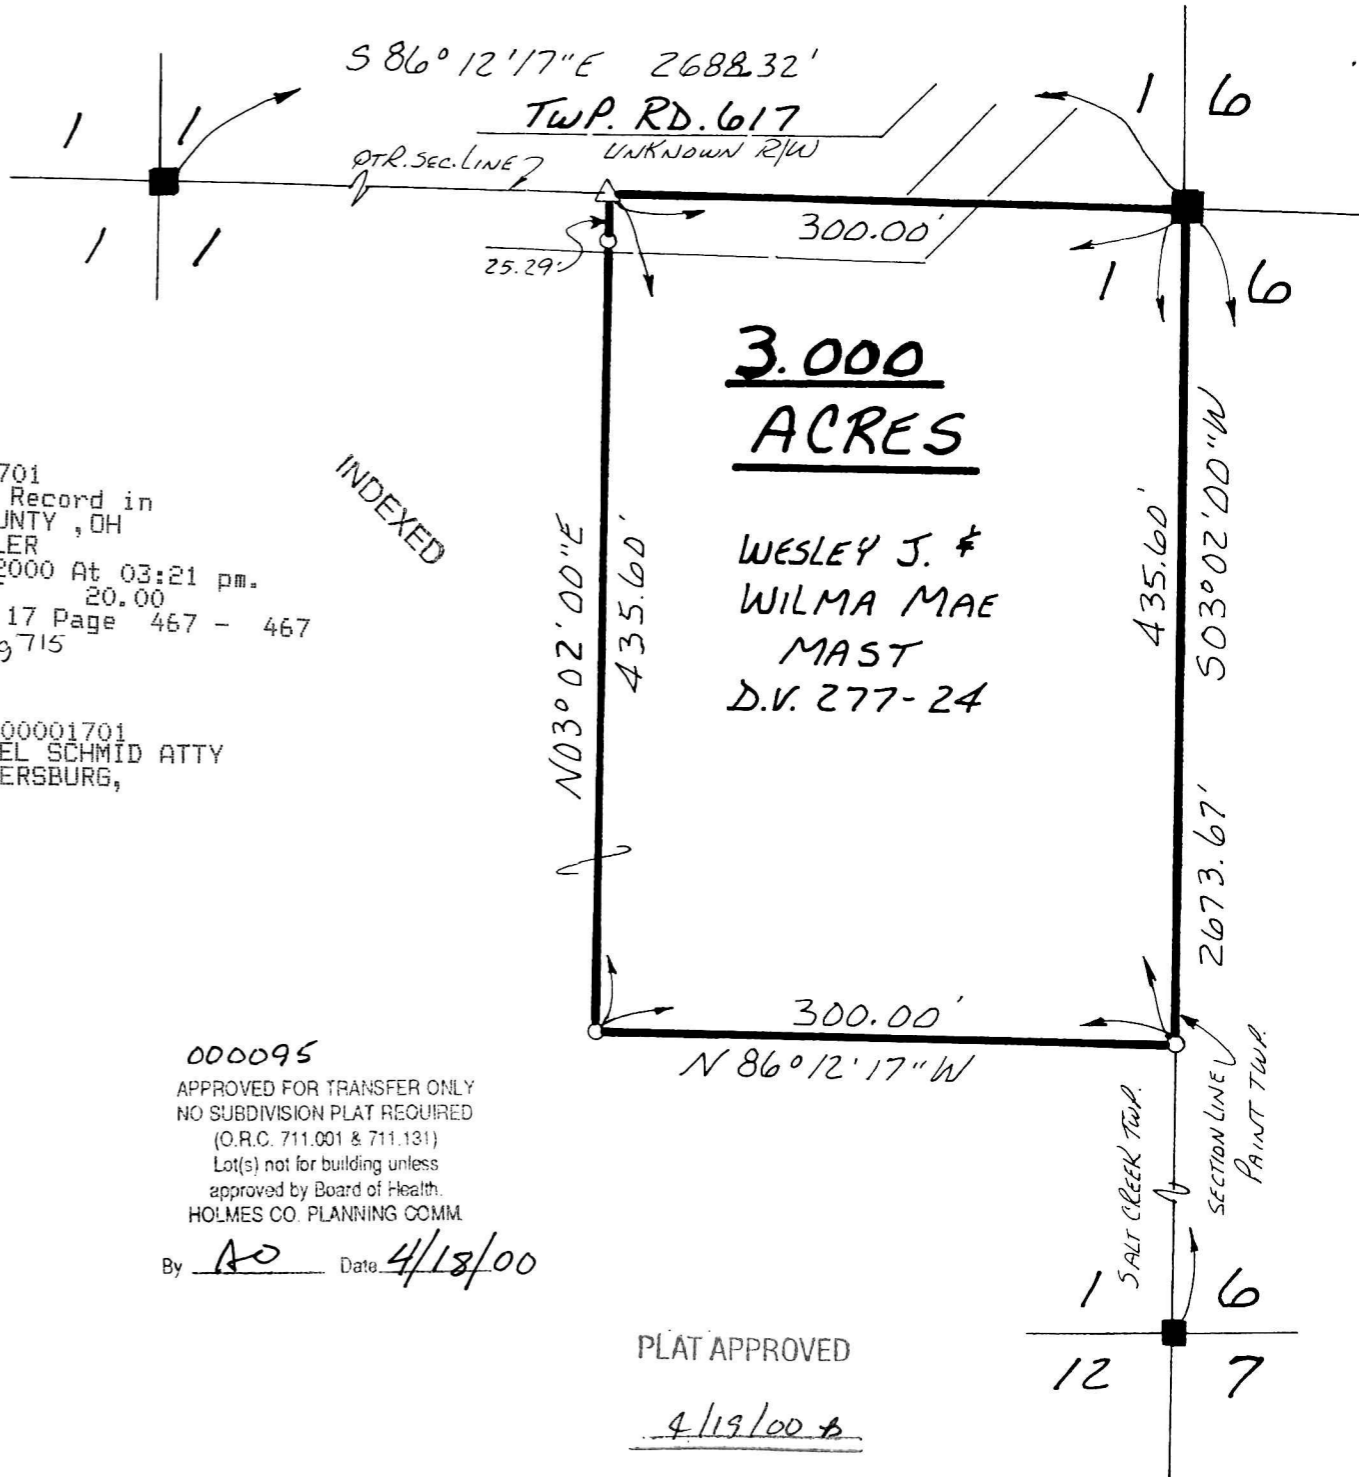 S 86° 12' 17" E 2688.32'
TWP. RD. 617
UNKNOWN R/W
QTR. SEC. LINE
1 1
1 1
1 6
1 6
300.00'
25.29'
3.000
ACRES
WESLEY J. &
WILMA MAE
MAST
D.V. 277-24
N03° 02' 00" E
435.60'
435.60'
S03° 02' 00" W
2673.67'
701
Record in
UNTY , OH
LER
2000 At 03:21 pm.
20.00
17 Page 467 - 467
715
INDEXED
00001701
EL SCHMID ATTY
ERSBURG,
300.00'
N 86° 12' 17" W
000095
APPROVED FOR TRANSFER ONLY
NO SUBDIVISION PLAT REQUIRED
(O.R.C. 711.001 & 711.131)
Lot(s) not for building unless
approved by Board of Health.
HOLMES CO. PLANNING COMM.
By AO Date 4/18/00
SALT CREEK TWP.
SECTION LINE
PAINT TWP.
1 6
12 7
PLAT APPROVED
4/19/00